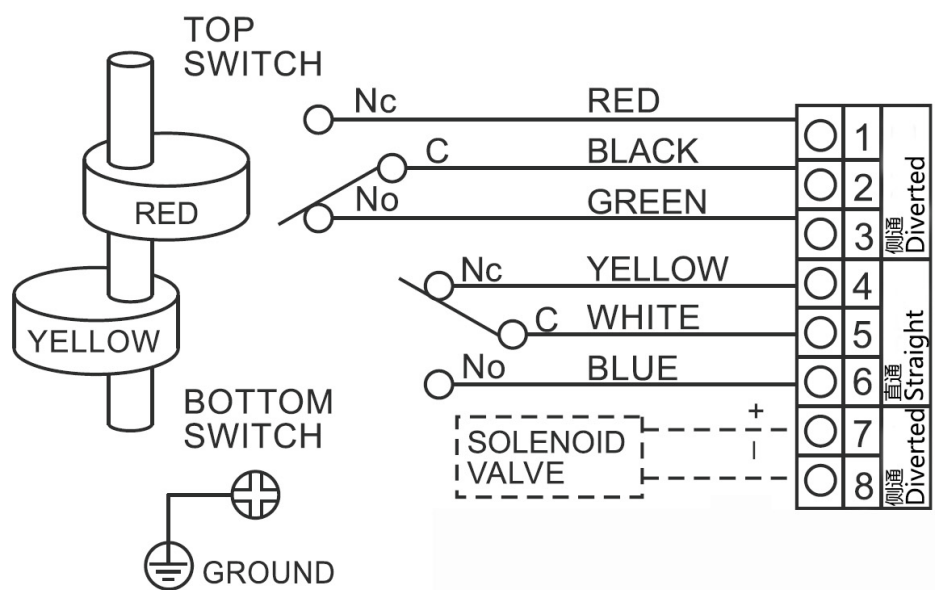 TOP
SWITCH
RED
YELLOW
BOTTOM
SWITCH
GROUND
Nc RED
C BLACK
No GREEN
Nc YELLOW
C WHITE
No BLUE
SOLENOID
VALVE
+
–
1
2
3
4
5
6
7
8
侧通
Diverted
直通
Straight
侧通
Diverted